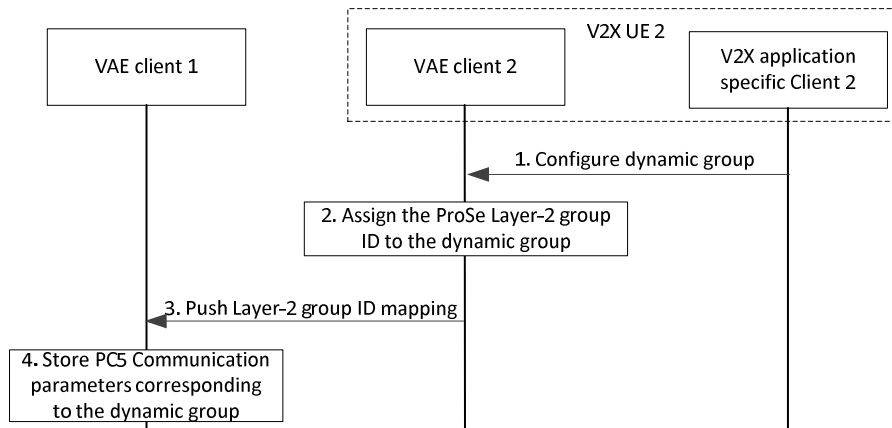 V2X UE 2
VAE client 1
VAE client 2
V2X application
specific Client 2
1. Configure dynamic group
2. Assign the ProSe Layer-2 group
ID to the dynamic group
3. Push Layer-2 group ID mapping
4. Store PC5 Communication
parameters corresponding
to the dynamic group